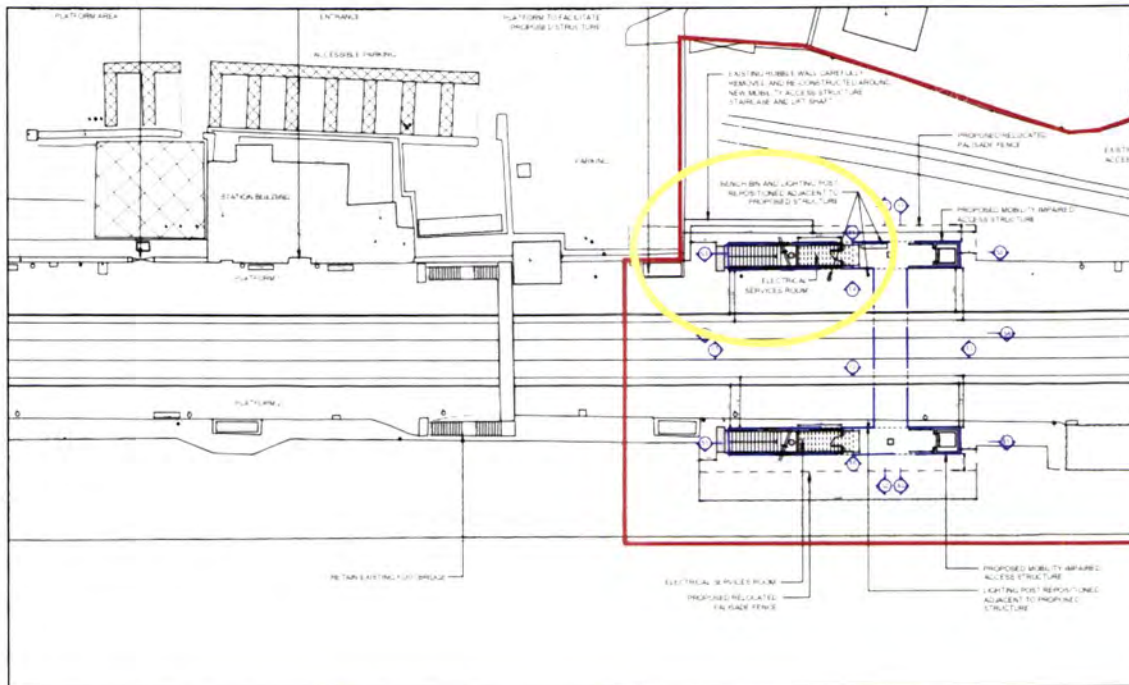 PLATFORM AREA
ENTRANCE
PLATFORM TO FACILITATE
PROPOSED STRUCTURE
ACCESSIBLE PARKING
EXISTING RUBBLE WALL CAREFULLY
REMOVED AND RE-CONSTRUCTED AROUND
NEW MOBILITY ACCESS STRUCTURE
STAIRCASE AND LIFT SHAFT
PROPOSED RELOCATED
PALISADE FENCE
PARKING
BENCH BIN AND LIGHTING POST
REPOSITIONED ADJACENT TO
PROPOSED STRUCTURE
STATION BUILDING
PROPOSED MOBILITY IMPAIRED
ACCESS STRUCTURE
PLATFORM
ELECTRICAL
SERVICES ROOM
PLATFORM
RETAIN EXISTING FOOTBRIDGE
ELECTRICAL SERVICES ROOM
PROPOSED RELOCATED
PALISADE FENCE
PROPOSED MOBILITY IMPAIRED
ACCESS STRUCTURE
LIGHTING POST REPOSITIONED
ADJACENT TO PROPOSED
STRUCTURE